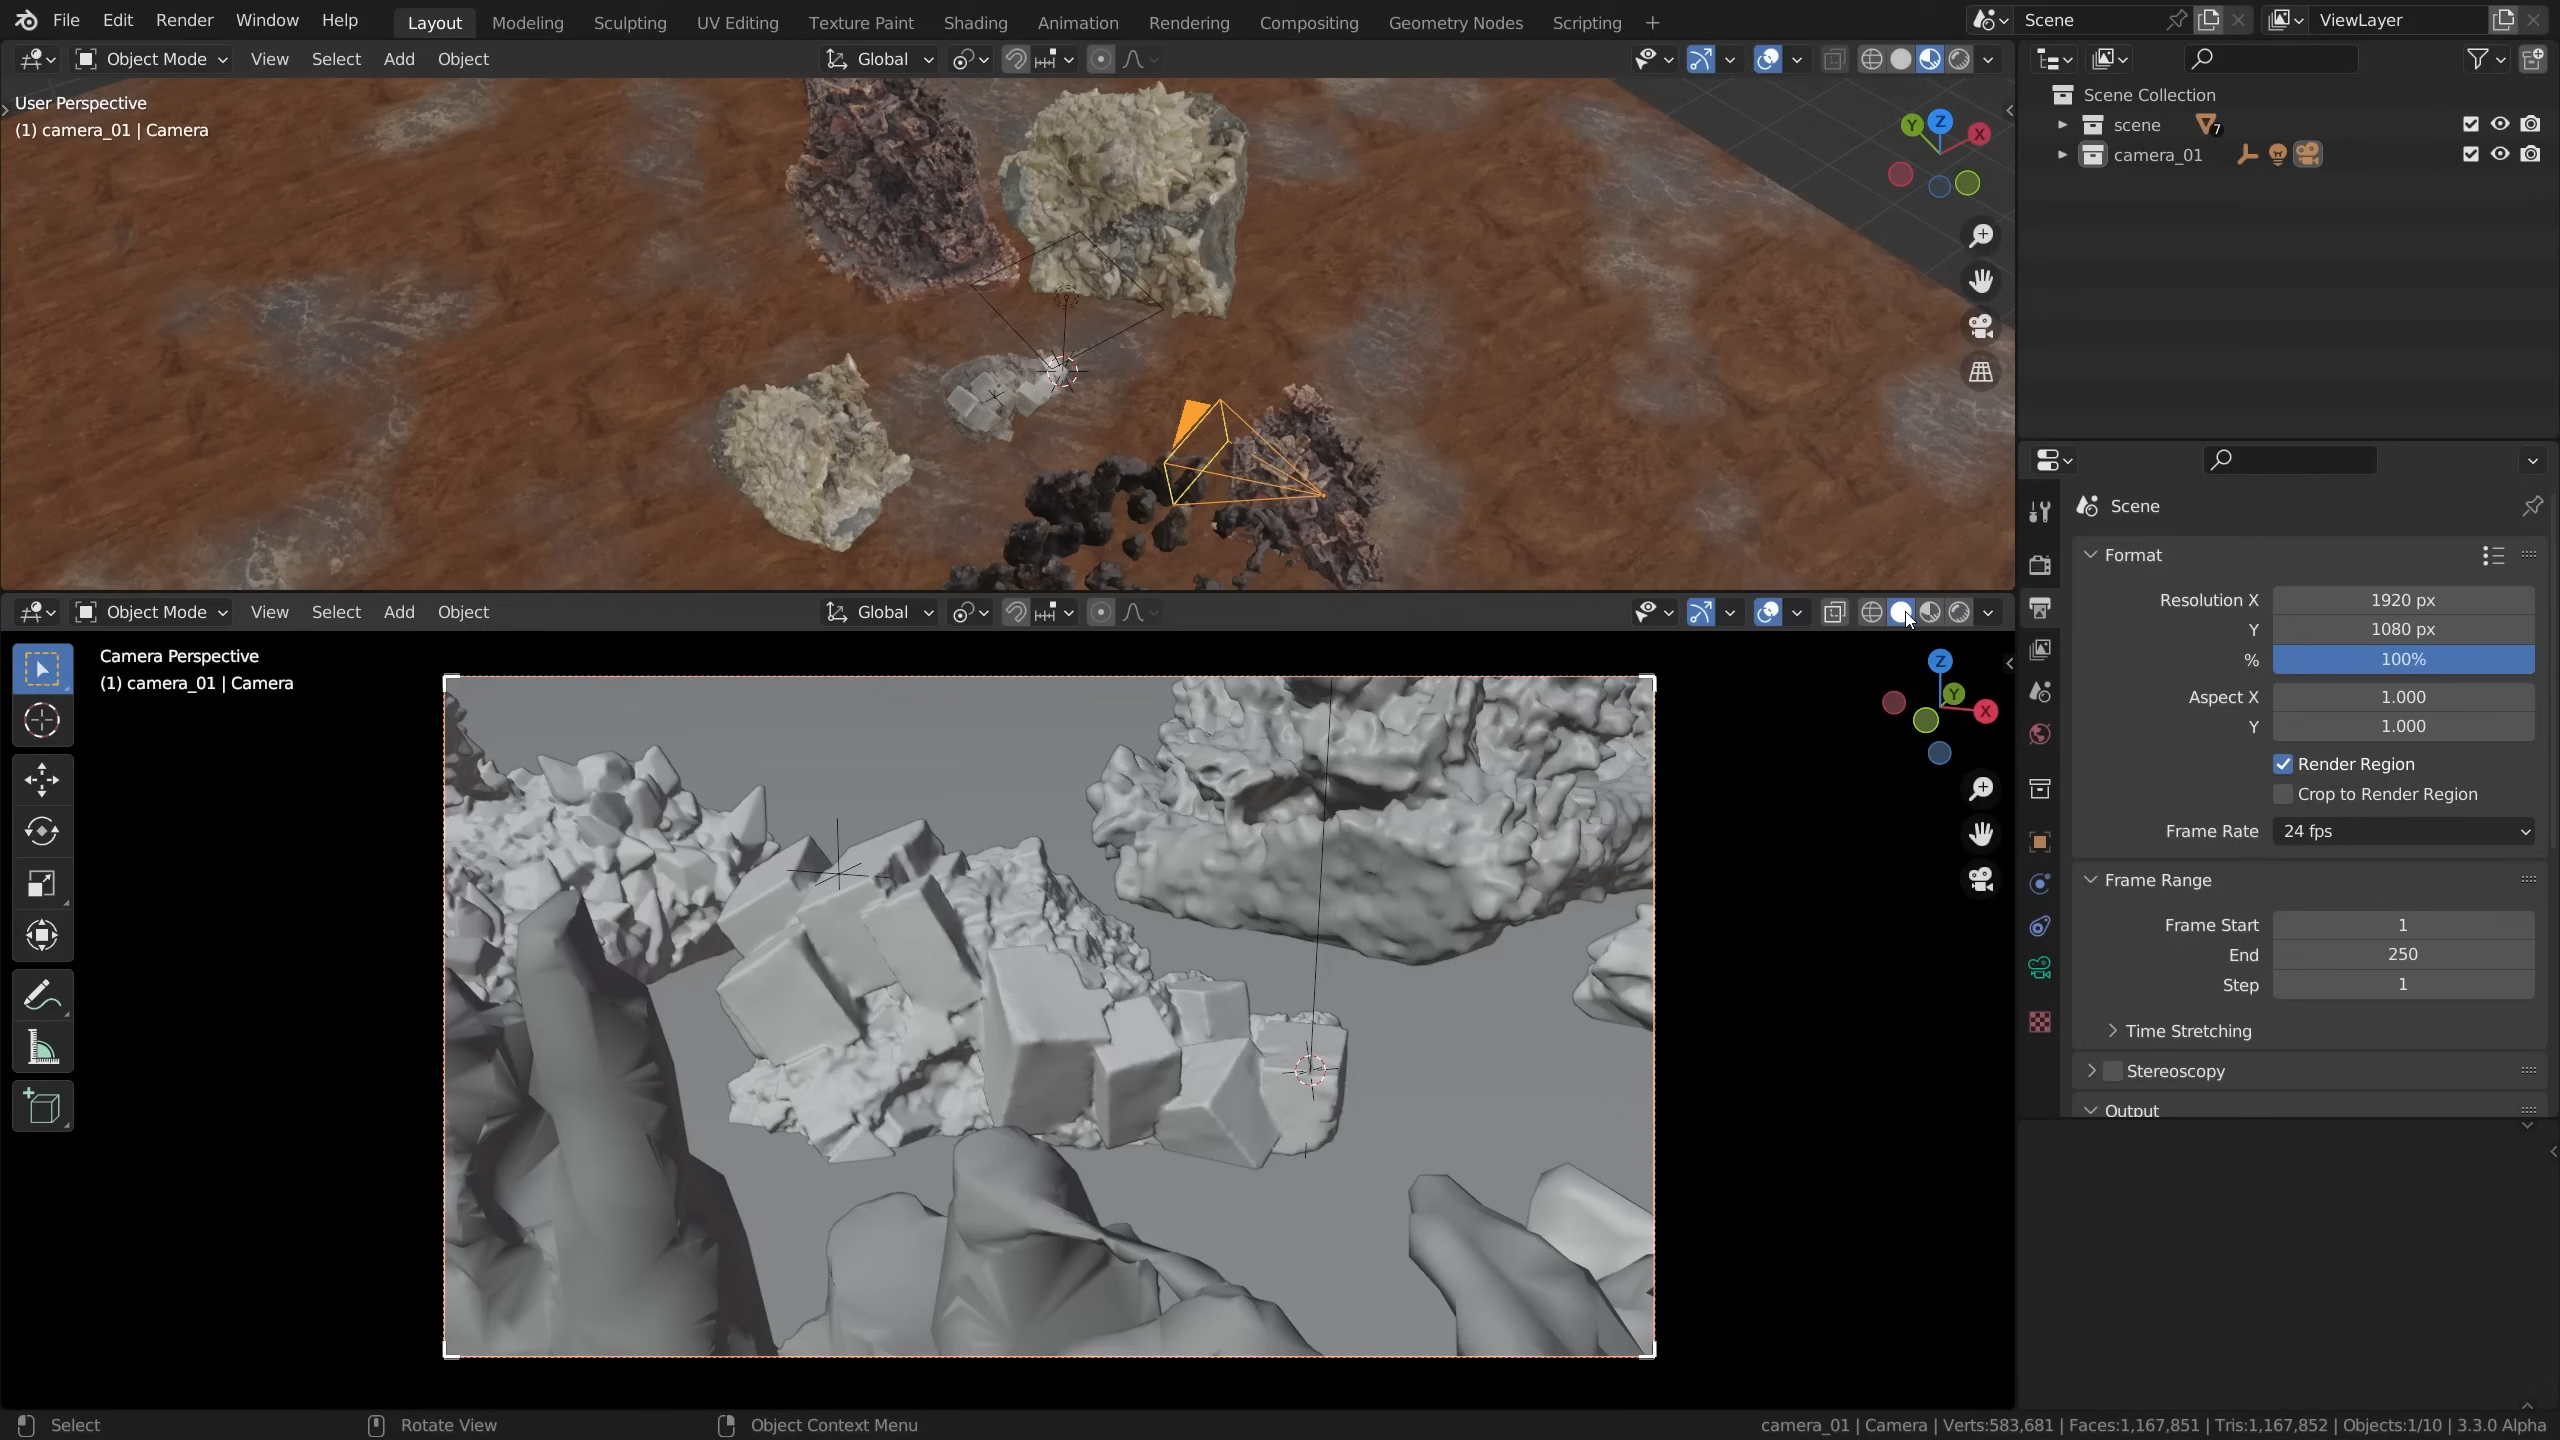 File Edit Render Window Help Layout Modeling Sculpting UV Editing Texture Paint Shading Animation Rendering Compositing Geometry Nodes Scripting + Scene ViewLayer
Object Mode View Select Add Object Global
User Perspective
(1) camera_01 | Camera
Z
Y
X
Scene Collection
scene 7
camera_01
Scene
Format
Resolution X 1920 px
Y 1080 px
% 100%
Aspect X 1.000
Y 1.000
Render Region
Crop to Render Region
Frame Rate 24 fps
Frame Range
Frame Start 1
End 250
Step 1
Time Stretching
Stereoscopy
Output
Object Mode View Select Add Object Global
Camera Perspective
(1) camera_01 | Camera
Z
Y
X
Select Rotate View Object Context Menu camera_01 | Camera | Verts:583,681 | Faces:1,167,851 | Tris:1,167,852 | Objects:1/10 | 3.3.0 Alpha